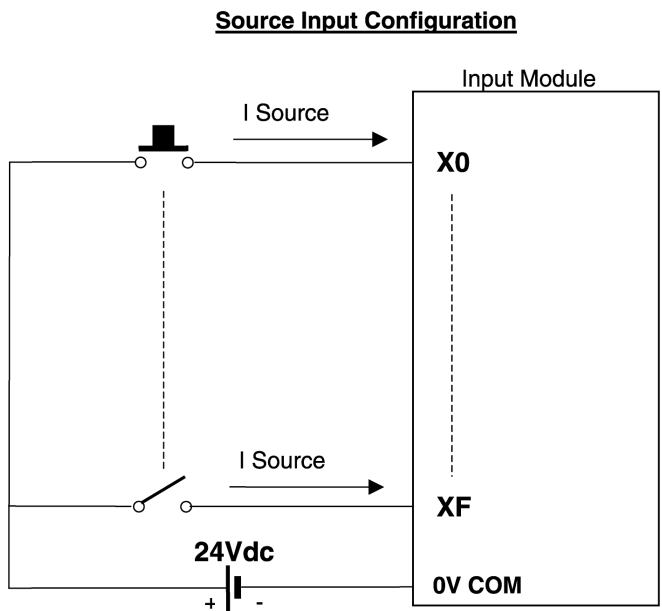 Source Input Configuration
Input Module
I Source
X0
I Source
XF
24Vdc
0V COM
+ -